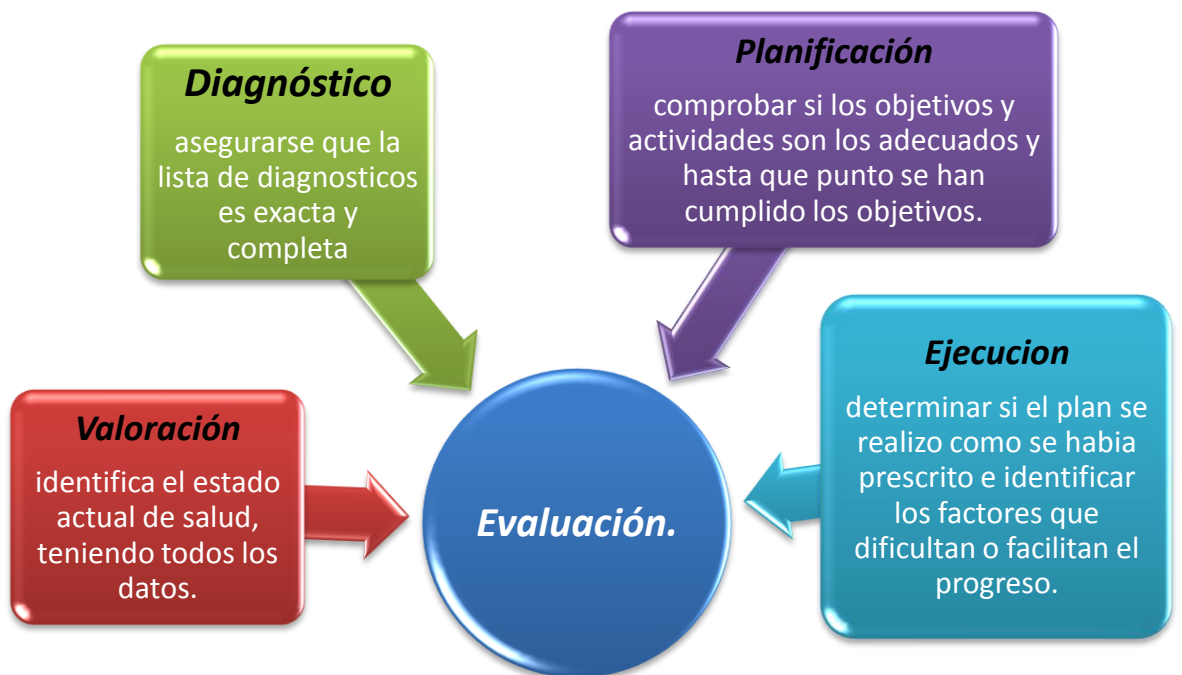 Diagnóstico
asegurarse que la
lista de diagnosticos
es exacta y
completa
Planificación
comprobar si los objetivos y
actividades son los adecuados y
hasta que punto se han
cumplido los objetivos.
Valoración
identifica el estado
actual de salud,
teniendo todos los
datos.
Evaluación.
Ejecucion
determinar si el plan se
realizo como se habia
prescrito e identificar
los factores que
dificultan o facilitan el
progreso.